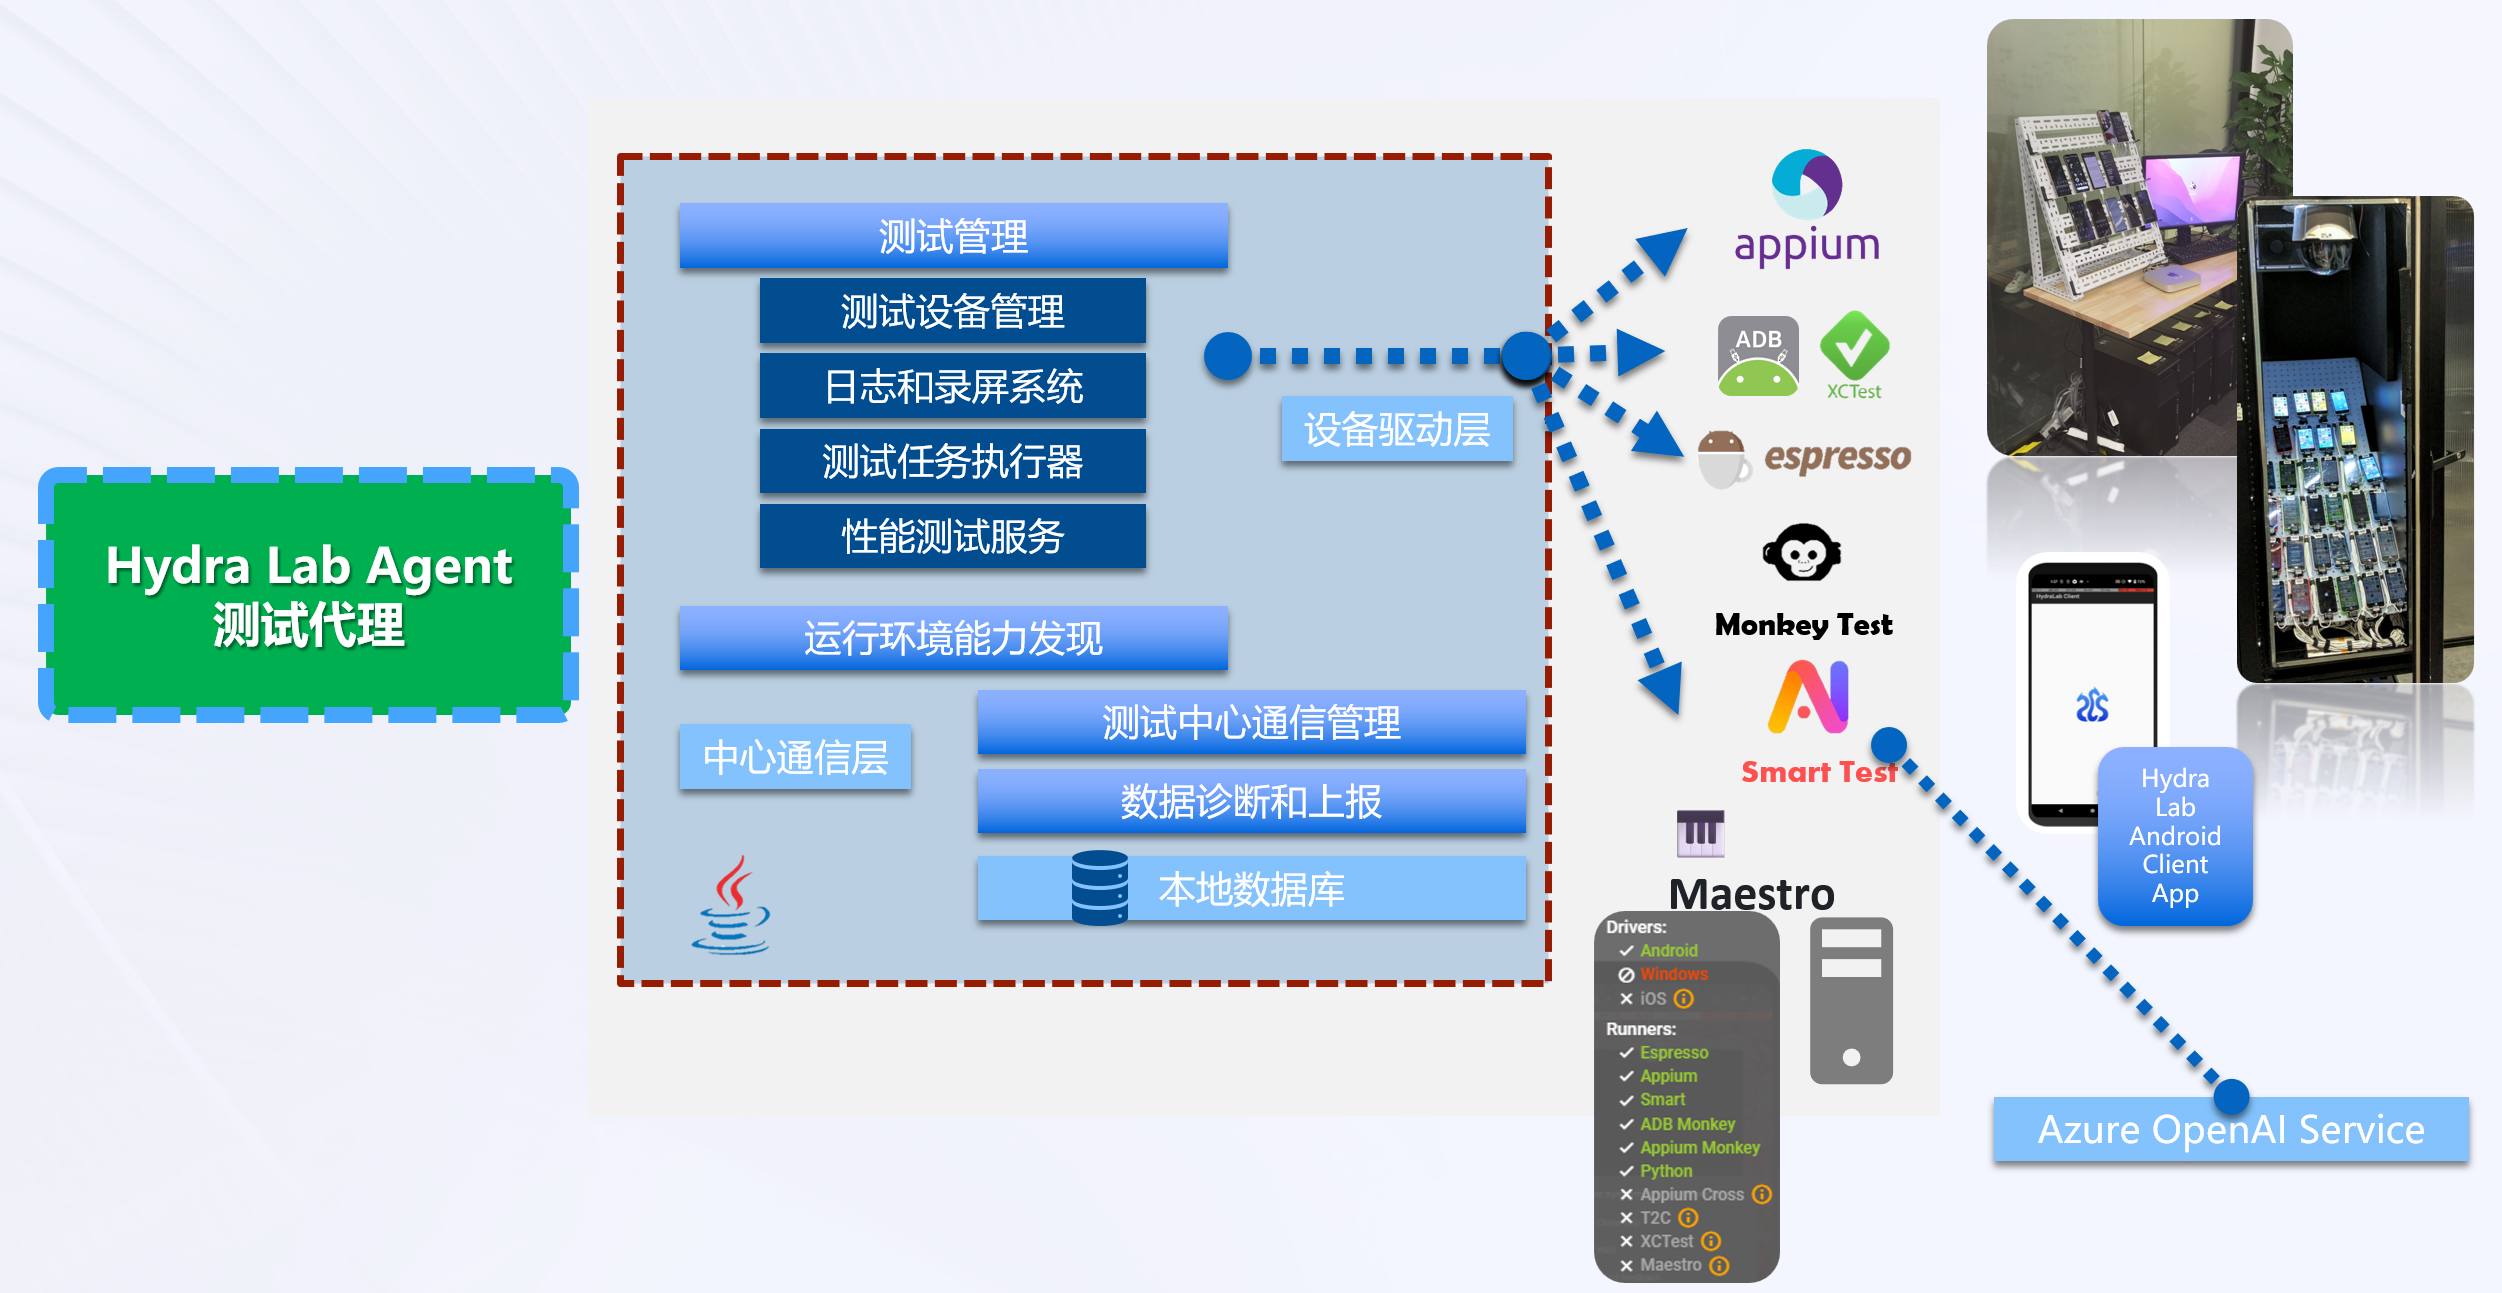 Hydra Lab Agent
测试代理
测试管理
测试设备管理
日志和录屏系统
测试任务执行器
性能测试服务
设备驱动层
运行环境能力发现
中心通信层
测试中心通信管理
数据诊断和上报
本地数据库
appium
ADB
XCTest
espresso
Monkey Test
Smart Test
Maestro
Drivers:
Android
Windows
iOS
Runners:
Espresso
Appium
Smart
ADB Monkey
Appium Monkey
Python
Appium Cross
T2C
XCTest
Maestro
HydraLab Client
Hydra
Lab
Android
Client
App
Azure OpenAI Service